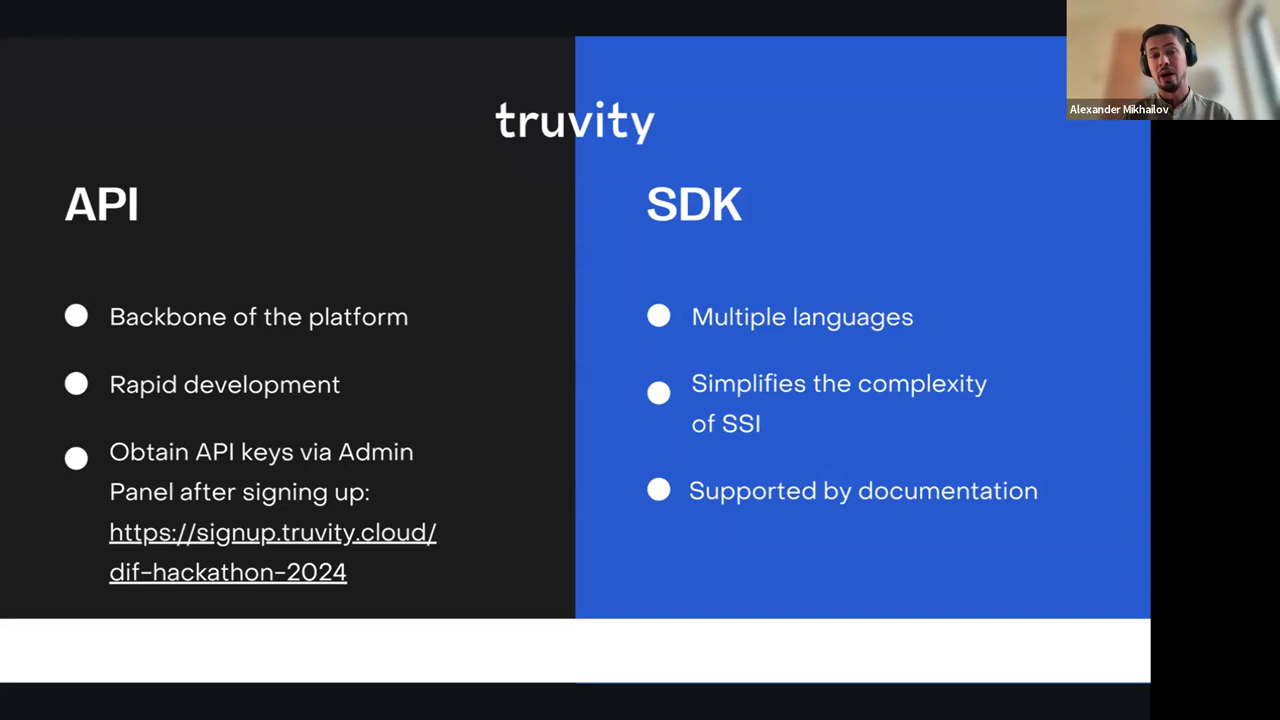 Alexander Mikhailov
truvity
API
Backbone of the platform
Rapid development
Obtain API keys via Admin
Panel after signing up:
https://signup.truvity.cloud/
dif-hackathon-2024
SDK
Multiple languages
Simplifies the complexity
of SSI
Supported by documentation